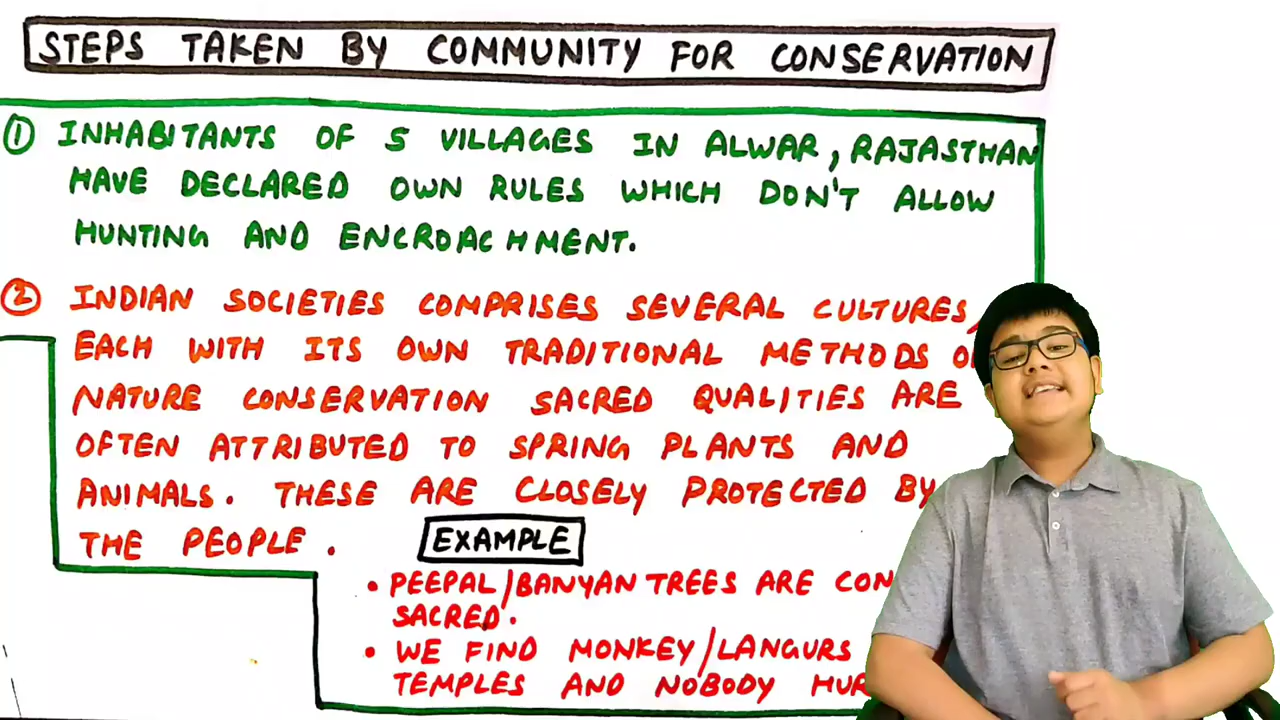 STEPS TAKEN BY COMMUNITY FOR CONSERVATION
① INHABITANTS OF 5 VILLAGES IN ALWAR, RAJASTHAN
HAVE DECLARED OWN RULES WHICH DON'T ALLOW
HUNTING AND ENCROACHMENT.
② INDIAN SOCIETIES COMPRISES SEVERAL CULTURES,
EACH WITH ITS OWN TRADITIONAL METHODS
NATURE CONSERVATION SACRED QUALITIES ARE
OFTEN ATTRIBUTED TO SPRING PLANTS AND
ANIMALS. THESE ARE CLOSELY PROTECTED BY
THE PEOPLE.
EXAMPLE
• PEEPAL/BANYAN TREES ARE CON
SACRED.
• WE FIND MONKEY/LANGURS
TEMPLES AND NOBODY HUR